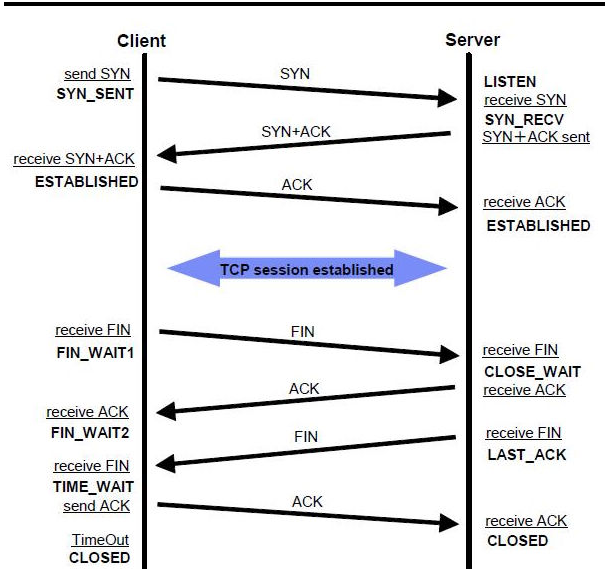 Client
Server
send SYN
SYN_SENT
SYN
LISTEN
receive SYN
SYN_RECV
SYN+ACK sent
SYN+ACK
receive SYN+ACK
ESTABLISHED
ACK
receive ACK
ESTABLISHED
TCP session established
receive FIN
FIN_WAIT1
FIN
receive FIN
CLOSE_WAIT
receive ACK
ACK
receive ACK
FIN_WAIT2
FIN
receive FIN
LAST_ACK
receive FIN
TIME_WAIT
send ACK
ACK
receive ACK
CLOSED
TimeOut
CLOSED